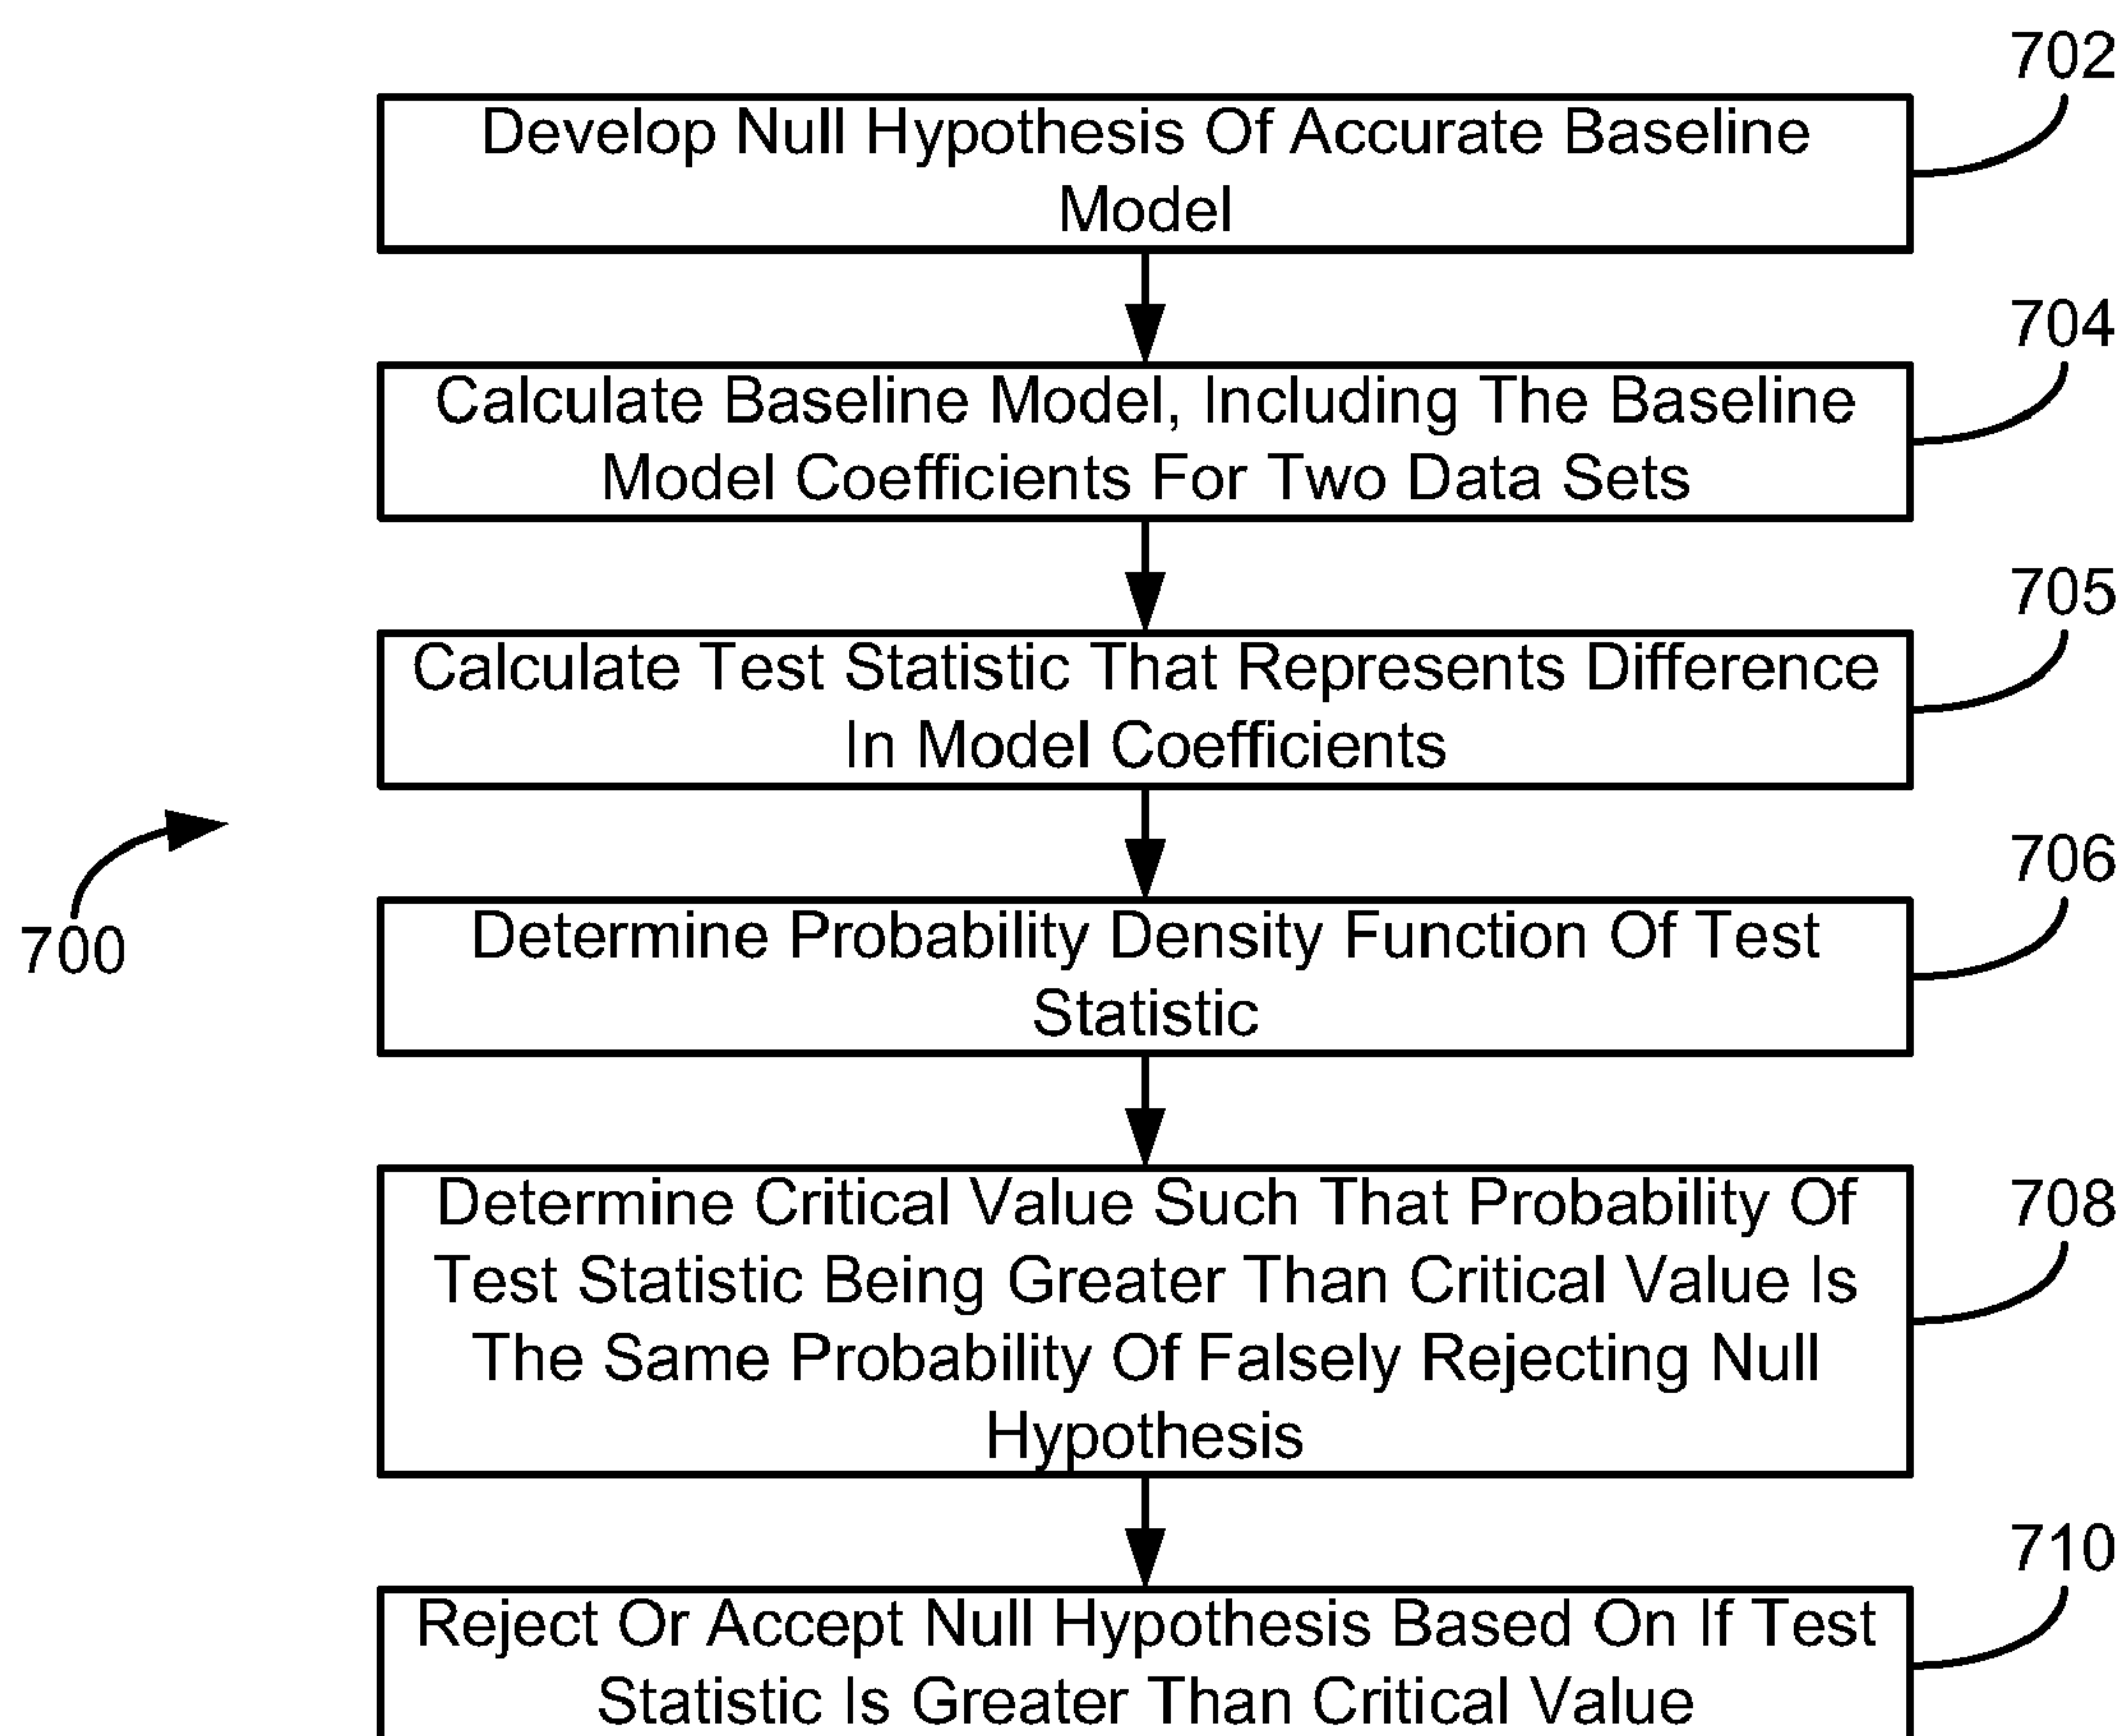 702
Develop Null Hypothesis Of Accurate Baseline
Model
704
Calculate Baseline Model, Including The Baseline
Model Coefficients For Two Data Sets
705
Calculate Test Statistic That Represents Difference
In Model Coefficients
700
706
Determine Probability Density Function Of Test
Statistic
708
Determine Critical Value Such That Probability Of
Test Statistic Being Greater Than Critical Value Is
The Same Probability Of Falsely Rejecting Null
Hypothesis
710
Reject Or Accept Null Hypothesis Based On If Test
Statistic Is Greater Than Critical Value